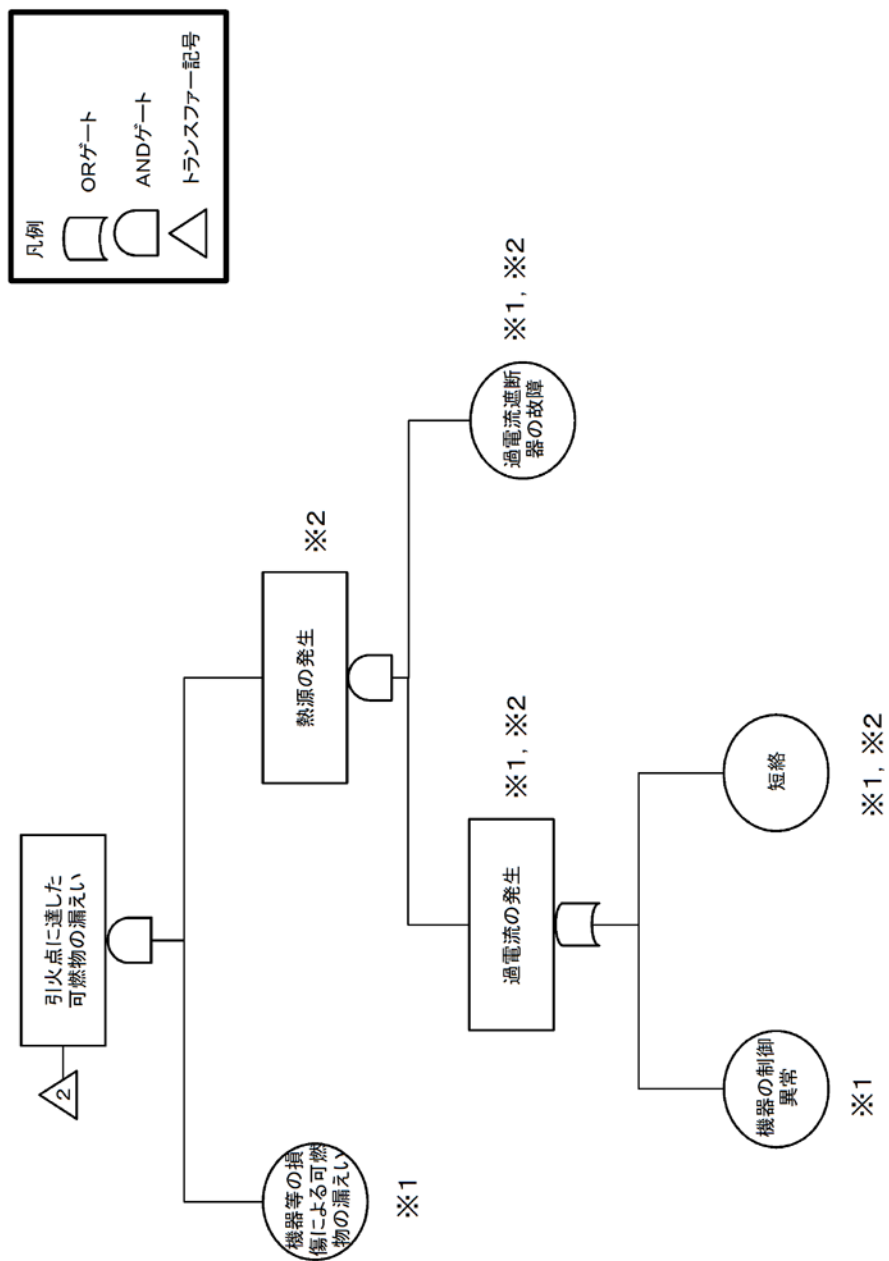 凡例
ORゲート
ANDゲート
トランスファー記号
2
引火点に達した
可燃物の漏えい
機器等の損
傷による可燃
物の漏えい
※1
熱源の発生
※2
過電流の発生
※1, ※2
過電流遮断
器の故障
※1, ※2
機器の制御
異常
※1
短絡
※1, ※2